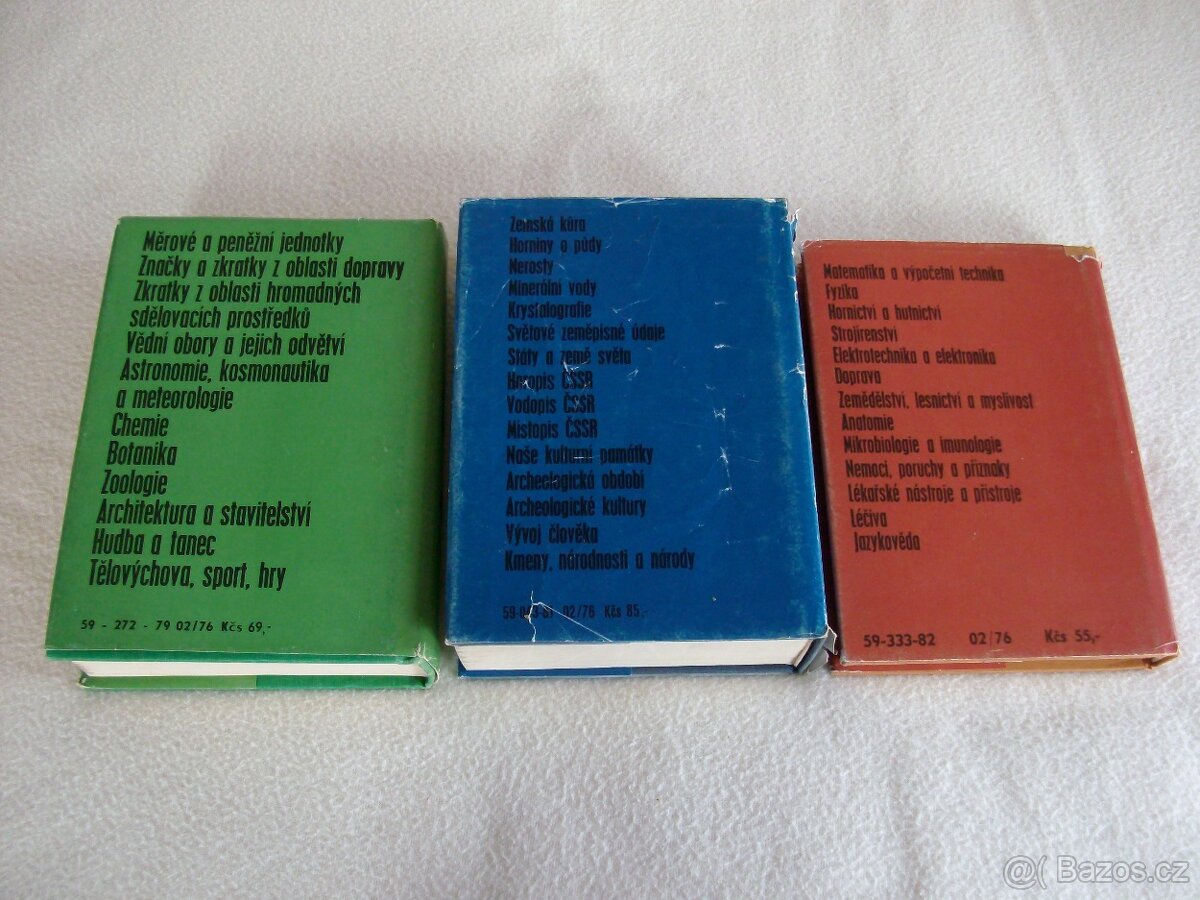 Měrové a peněžní jednotky
Značky a zkratky z oblasti dopravy
Zkratky z oblasti hromadných
sdělovacích prostředků
Vědní obory a jejich odvětví
Astronomie, kosmonautika
a meteorologie
Chemie
Botanika
Zoologie
Architektura a stavitelství
Hudba a tanec
Tělovýchova, sport, hry
59 - 272 - 79 02/76 Kčs 69,-
Zemská kůra
Horniny a půdy
Nerosty
Minerální vody
Krystalografie
Světové zeměpisné údaje
Státy a země světa
Horopis ČSSR
Vodopis ČSSR
Místopis ČSSR
Naše kulturní památky
Archeologická období
Archeologické kultury
Vývoj člověka
Kmeny, národnosti a národy
02/76 Kčs 85,-
Matematika a výpočetní technika
Fyzika
Hornictví a hutnictví
Strojírenství
Elektrotechnika a elektronika
Doprava
Zemědělství, lesnictví a myslivost
Anatomie
Mikrobiologie a imunologie
Nemoci, poruchy a příznaky
Lékařské nástroje a přístroje
Léčiva
Jazykověda
59-333-82 02/76 Kčs 55,-
@( Bazos.cz